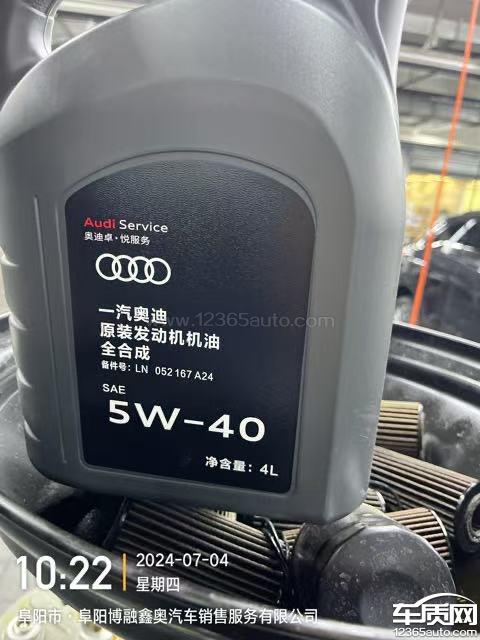 Audi Service
奥迪卓·悦服务
www.12365auto.com
一汽奥迪
原装发动机机油
全合成
备件号: LN 052 167 A24
SAE
5W-40
净含量: 4L
10:22
2024-07-04
星期四
阜阳市·阜阳博融鑫奥汽车销售服务有限公司
车质网
12365auto.com